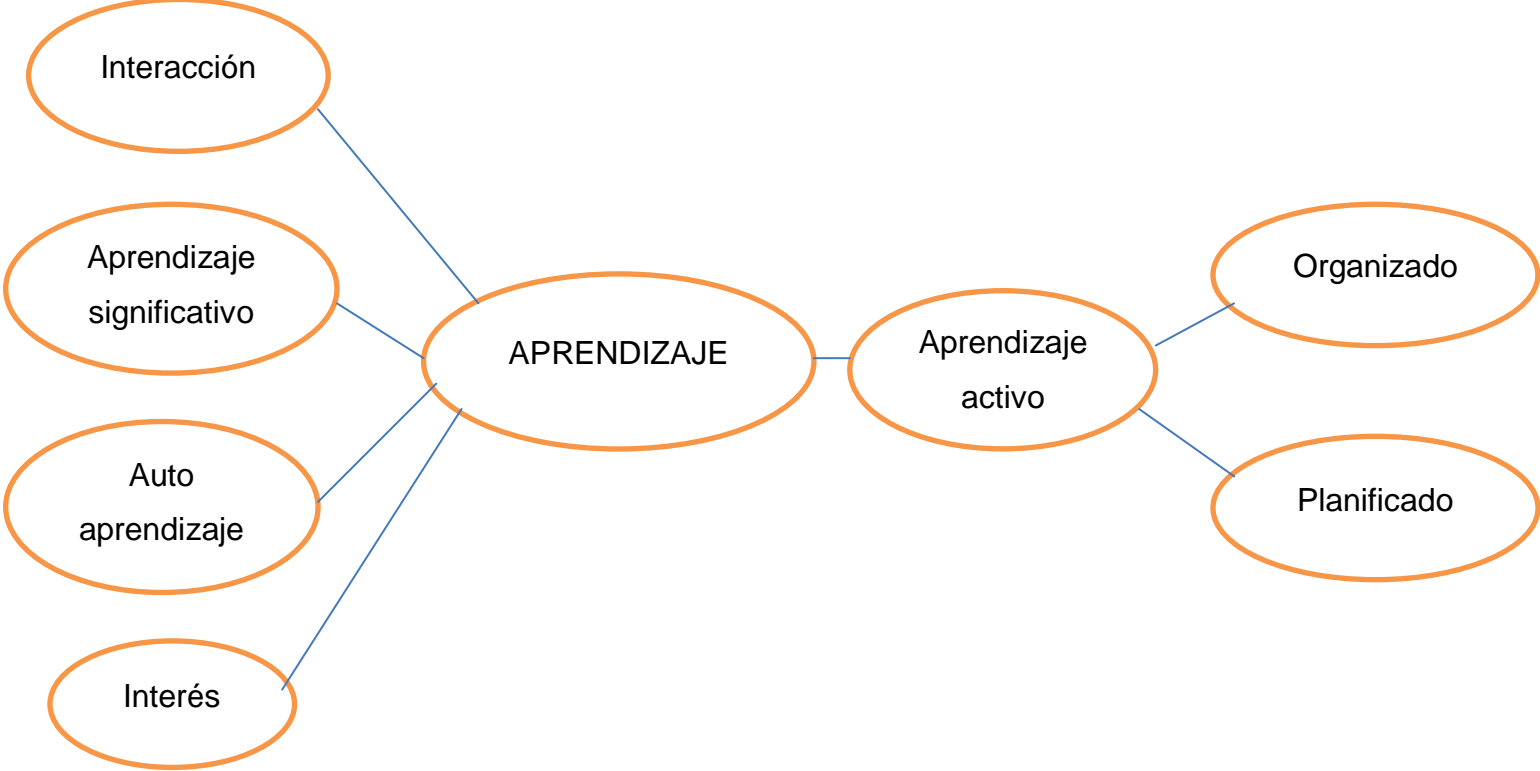 Interacción
Aprendizaje
significativo
Auto
aprendizaje
Interés
APRENDIZAJE
Aprendizaje
activo
Organizado
Planificado